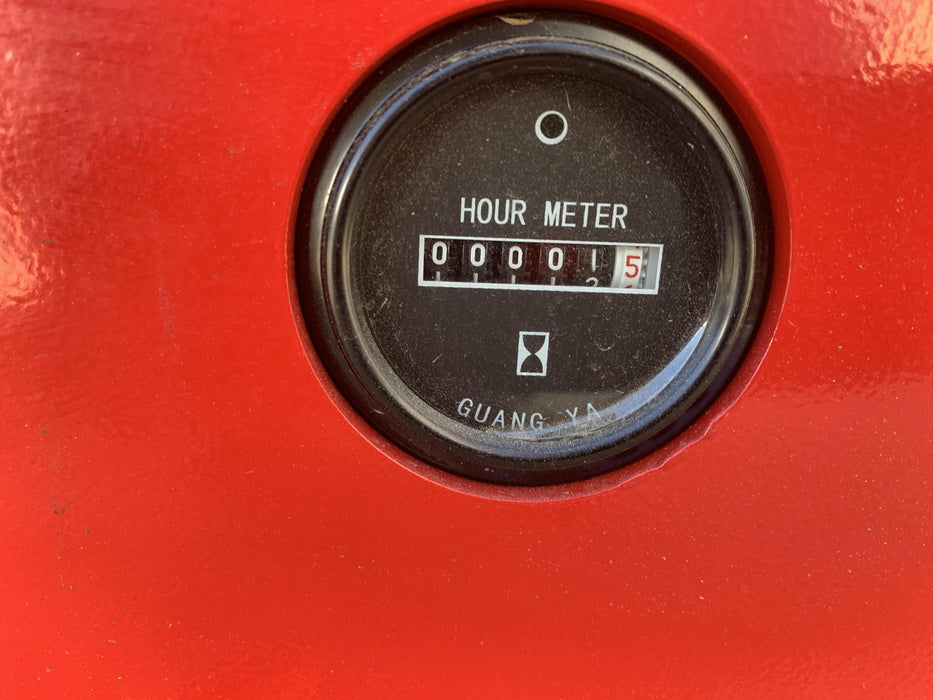 HOUR METER
000015
GUANG YA